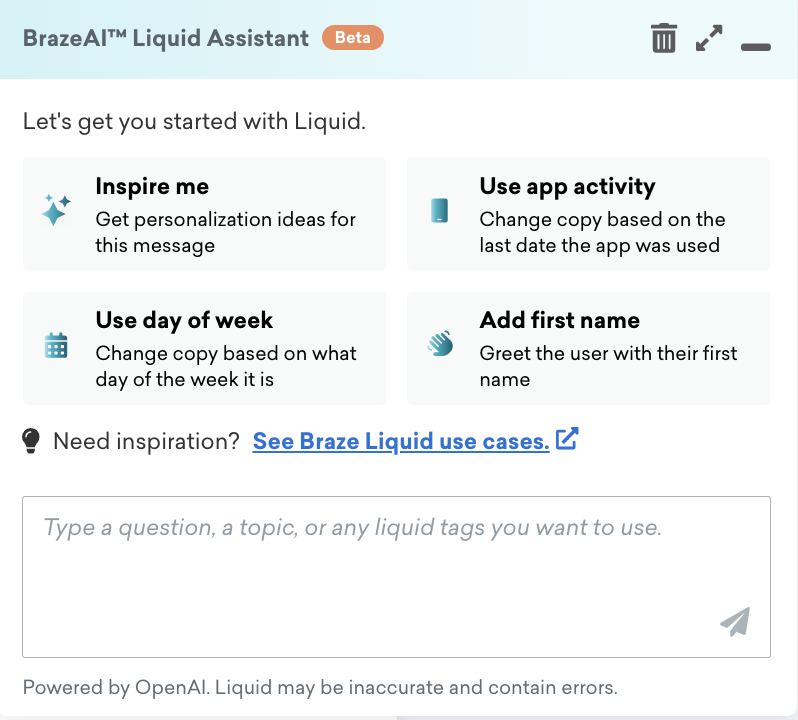 BrazeAI™ Liquid Assistant Beta
Let's get you started with Liquid.
Inspire me
Get personalization ideas for
this message
Use app activity
Change copy based on the
last date the app was used
Use day of week
Change copy based on what
day of the week it is
Add first name
Greet the user with their first
name
Need inspiration? See Braze Liquid use cases.
Type a question, a topic, or any liquid tags you want to use.
Powered by OpenAI. Liquid may be inaccurate and contain errors.